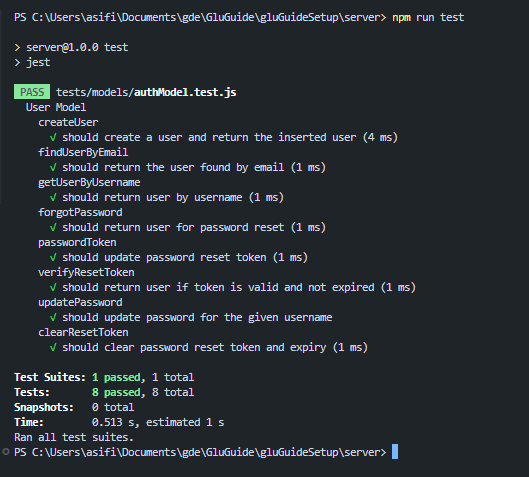 PS C:\Users\asifi\Documents\gde\GluGuide\gluGuideSetup\server> npm run test
> server@1.0.0 test
> jest
PASS tests/models/authModel.test.js
User Model
createUser
√ should create a user and return the inserted user (4 ms)
findUserByEmail
√ should return the user found by email (1 ms)
getUserByUsername
√ should return user by username (1 ms)
forgotPassword
√ should return user for password reset (1 ms)
passwordToken
√ should update password reset token (1 ms)
verifyResetToken
√ should return user if token is valid and not expired (1 ms)
updatePassword
√ should update password for the given username
clearResetToken
√ should clear password reset token and expiry (1 ms)
Test Suites: 1 passed, 1 total
Tests: 8 passed, 8 total
Snapshots: 0 total
Time: 0.513 s, estimated 1 s
Ran all test suites.
PS C:\Users\asifi\Documents\gde\GluGuide\gluGuideSetup\server>